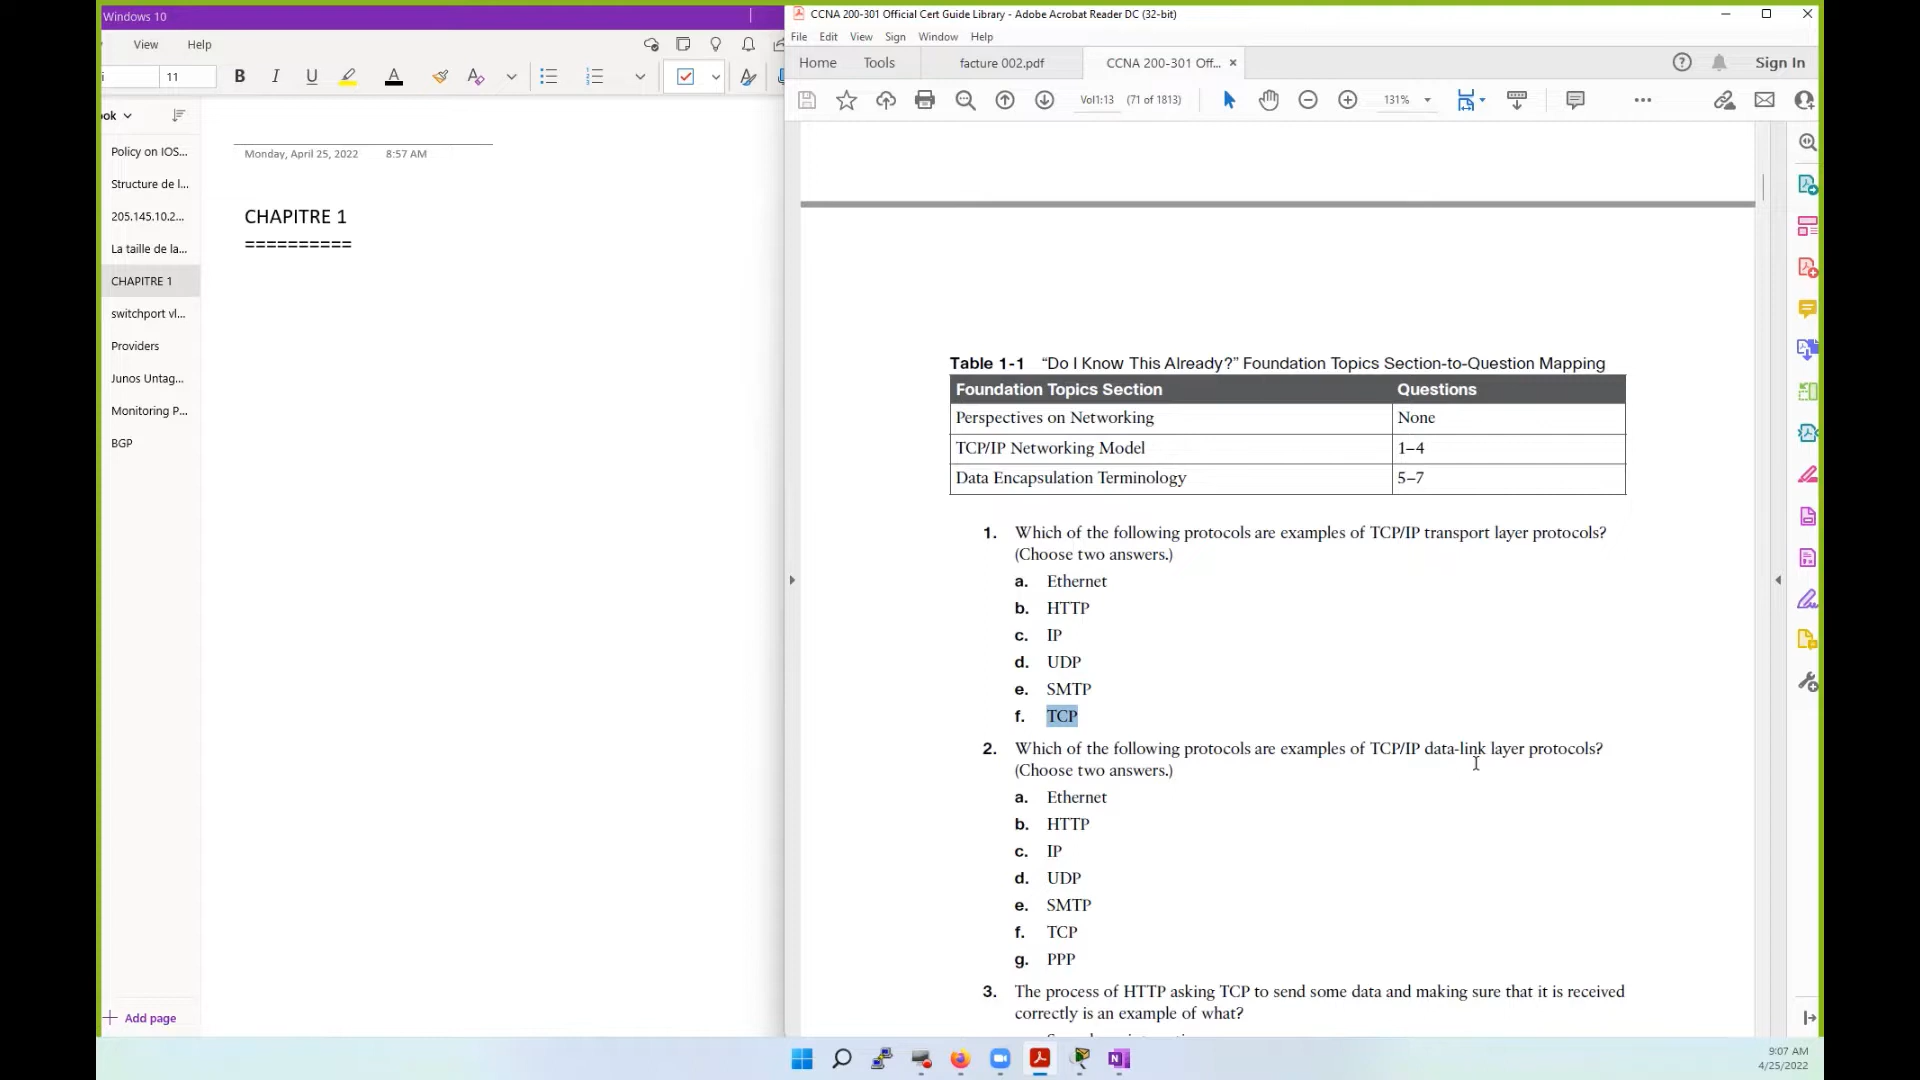 Windows 10
View Help
11 B I U A
ok
Policy on IOS...
Structure de l...
205.145.10.2...
La taille de la...
CHAPITRE 1
switchport vl...
Providers
Junos Untag...
Monitoring P...
BGP
Add page
Monday, April 25, 2022 8:57 AM
CHAPITRE 1
==========
CCNA 200-301 Official Cert Guide Library - Adobe Acrobat Reader DC (32-bit)
File Edit View Sign Window Help
Home Tools facture 002.pdf CCNA 200-301 Off... × Sign In
Vol1:13 (71 of 1813) 131%
Table 1-1 “Do I Know This Already?” Foundation Topics Section-to-Question Mapping
Foundation Topics Section Questions
Perspectives on Networking None
TCP/IP Networking Model 1–4
Data Encapsulation Terminology 5–7
1. Which of the following protocols are examples of TCP/IP transport layer protocols?
(Choose two answers.)
a. Ethernet
b. HTTP
c. IP
d. UDP
e. SMTP
f. TCP
2. Which of the following protocols are examples of TCP/IP data-link layer protocols?
(Choose two answers.)
a. Ethernet
b. HTTP
c. IP
d. UDP
e. SMTP
f. TCP
g. PPP
3. The process of HTTP asking TCP to send some data and making sure that it is received
correctly is an example of what?
9:07 AM
4/25/2022